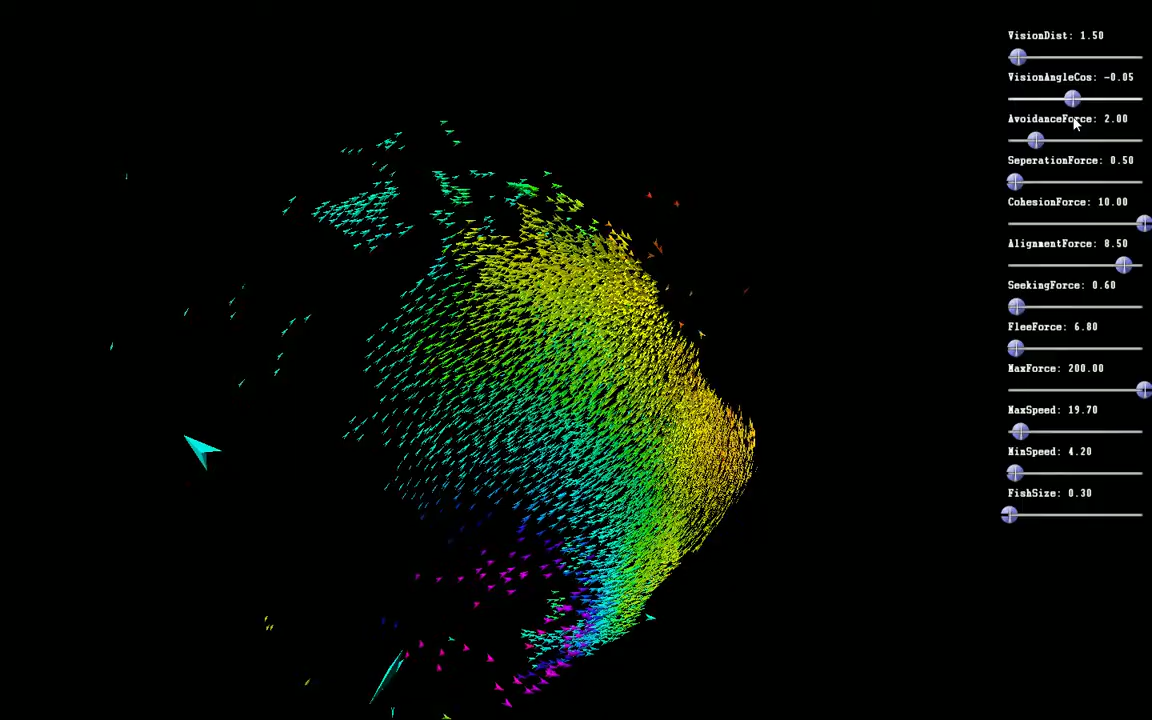 VisionDist: 1.50
VisionAngleCos: -0.05
AvoidanceForce: 2.00
SeperationForce: 0.50
CohesionForce: 10.00
AlignmentForce: 8.50
SeekingForce: 0.60
FleeForce: 6.80
MaxForce: 200.00
MaxSpeed: 19.70
MinSpeed: 4.20
FishSize: 0.30